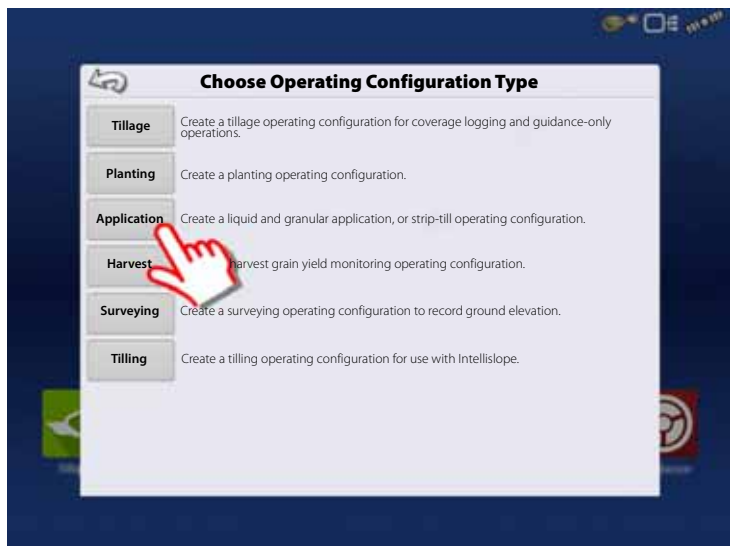 Choose Operating Configuration Type
Tillage
Create a tillage operating configuration for coverage logging and guidance-only
operations.
Planting
Create a planting operating configuration.
Application
Create a liquid and granular application, or strip-till operating configuration.
Harvest
harvest grain yield monitoring operating configuration.
Surveying
Create a surveying operating configuration to record ground elevation.
Tilling
Create a tilling operating configuration for use with Intellislope.